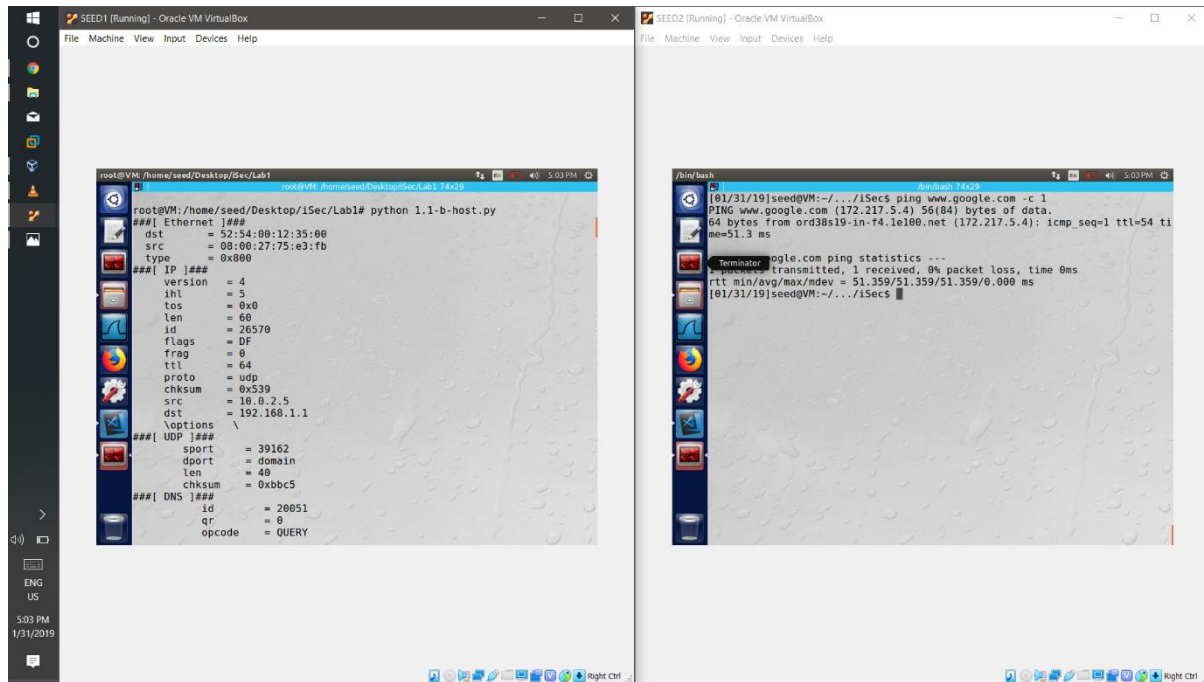 SEED1 [Running] - Oracle VM VirtualBox
File Machine View Input Devices Help
root@VM: /home/seed/Desktop/iSec/Lab1
5:03 PM
root@VM: /home/seed/Desktop/iSec/Lab1 74x29
root@VM:/home/seed/Desktop/iSec/Lab1# python 1.1-b-host.py
###[ Ethernet ]###
dst = 52:54:00:12:35:00
src = 08:00:27:75:e3:fb
type = 0x800
###[ IP ]###
version = 4
ihl = 5
tos = 0x0
len = 60
id = 26570
flags = DF
frag = 0
ttl = 64
proto = udp
chksum = 0x539
src = 10.0.2.5
dst = 192.168.1.1
\options \
###[ UDP ]###
sport = 39162
dport = domain
len = 40
chksum = 0xbbc5
###[ DNS ]###
id = 20051
qr = 0
opcode = QUERY
Right Ctrl
SEED2 [Running] - Oracle VM VirtualBox
File Machine View Input Devices Help
/bin/bash
5:03 PM
/bin/bash 74x29
[01/31/19]seed@VM:~/.../iSec$ ping www.google.com -c 1
PING www.google.com (172.217.5.4) 56(84) bytes of data.
64 bytes from ord38s19-in-f4.1e100.net (172.217.5.4): icmp_seq=1 ttl=54 ti
me=51.3 ms
Terminator
ogle.com ping statistics ---
1 packets transmitted, 1 received, 0% packet loss, time 0ms
rtt min/avg/max/mdev = 51.359/51.359/51.359/0.000 ms
[01/31/19]seed@VM:~/.../iSec$
Right Ctrl
ENG
US
5:03 PM
1/31/2019